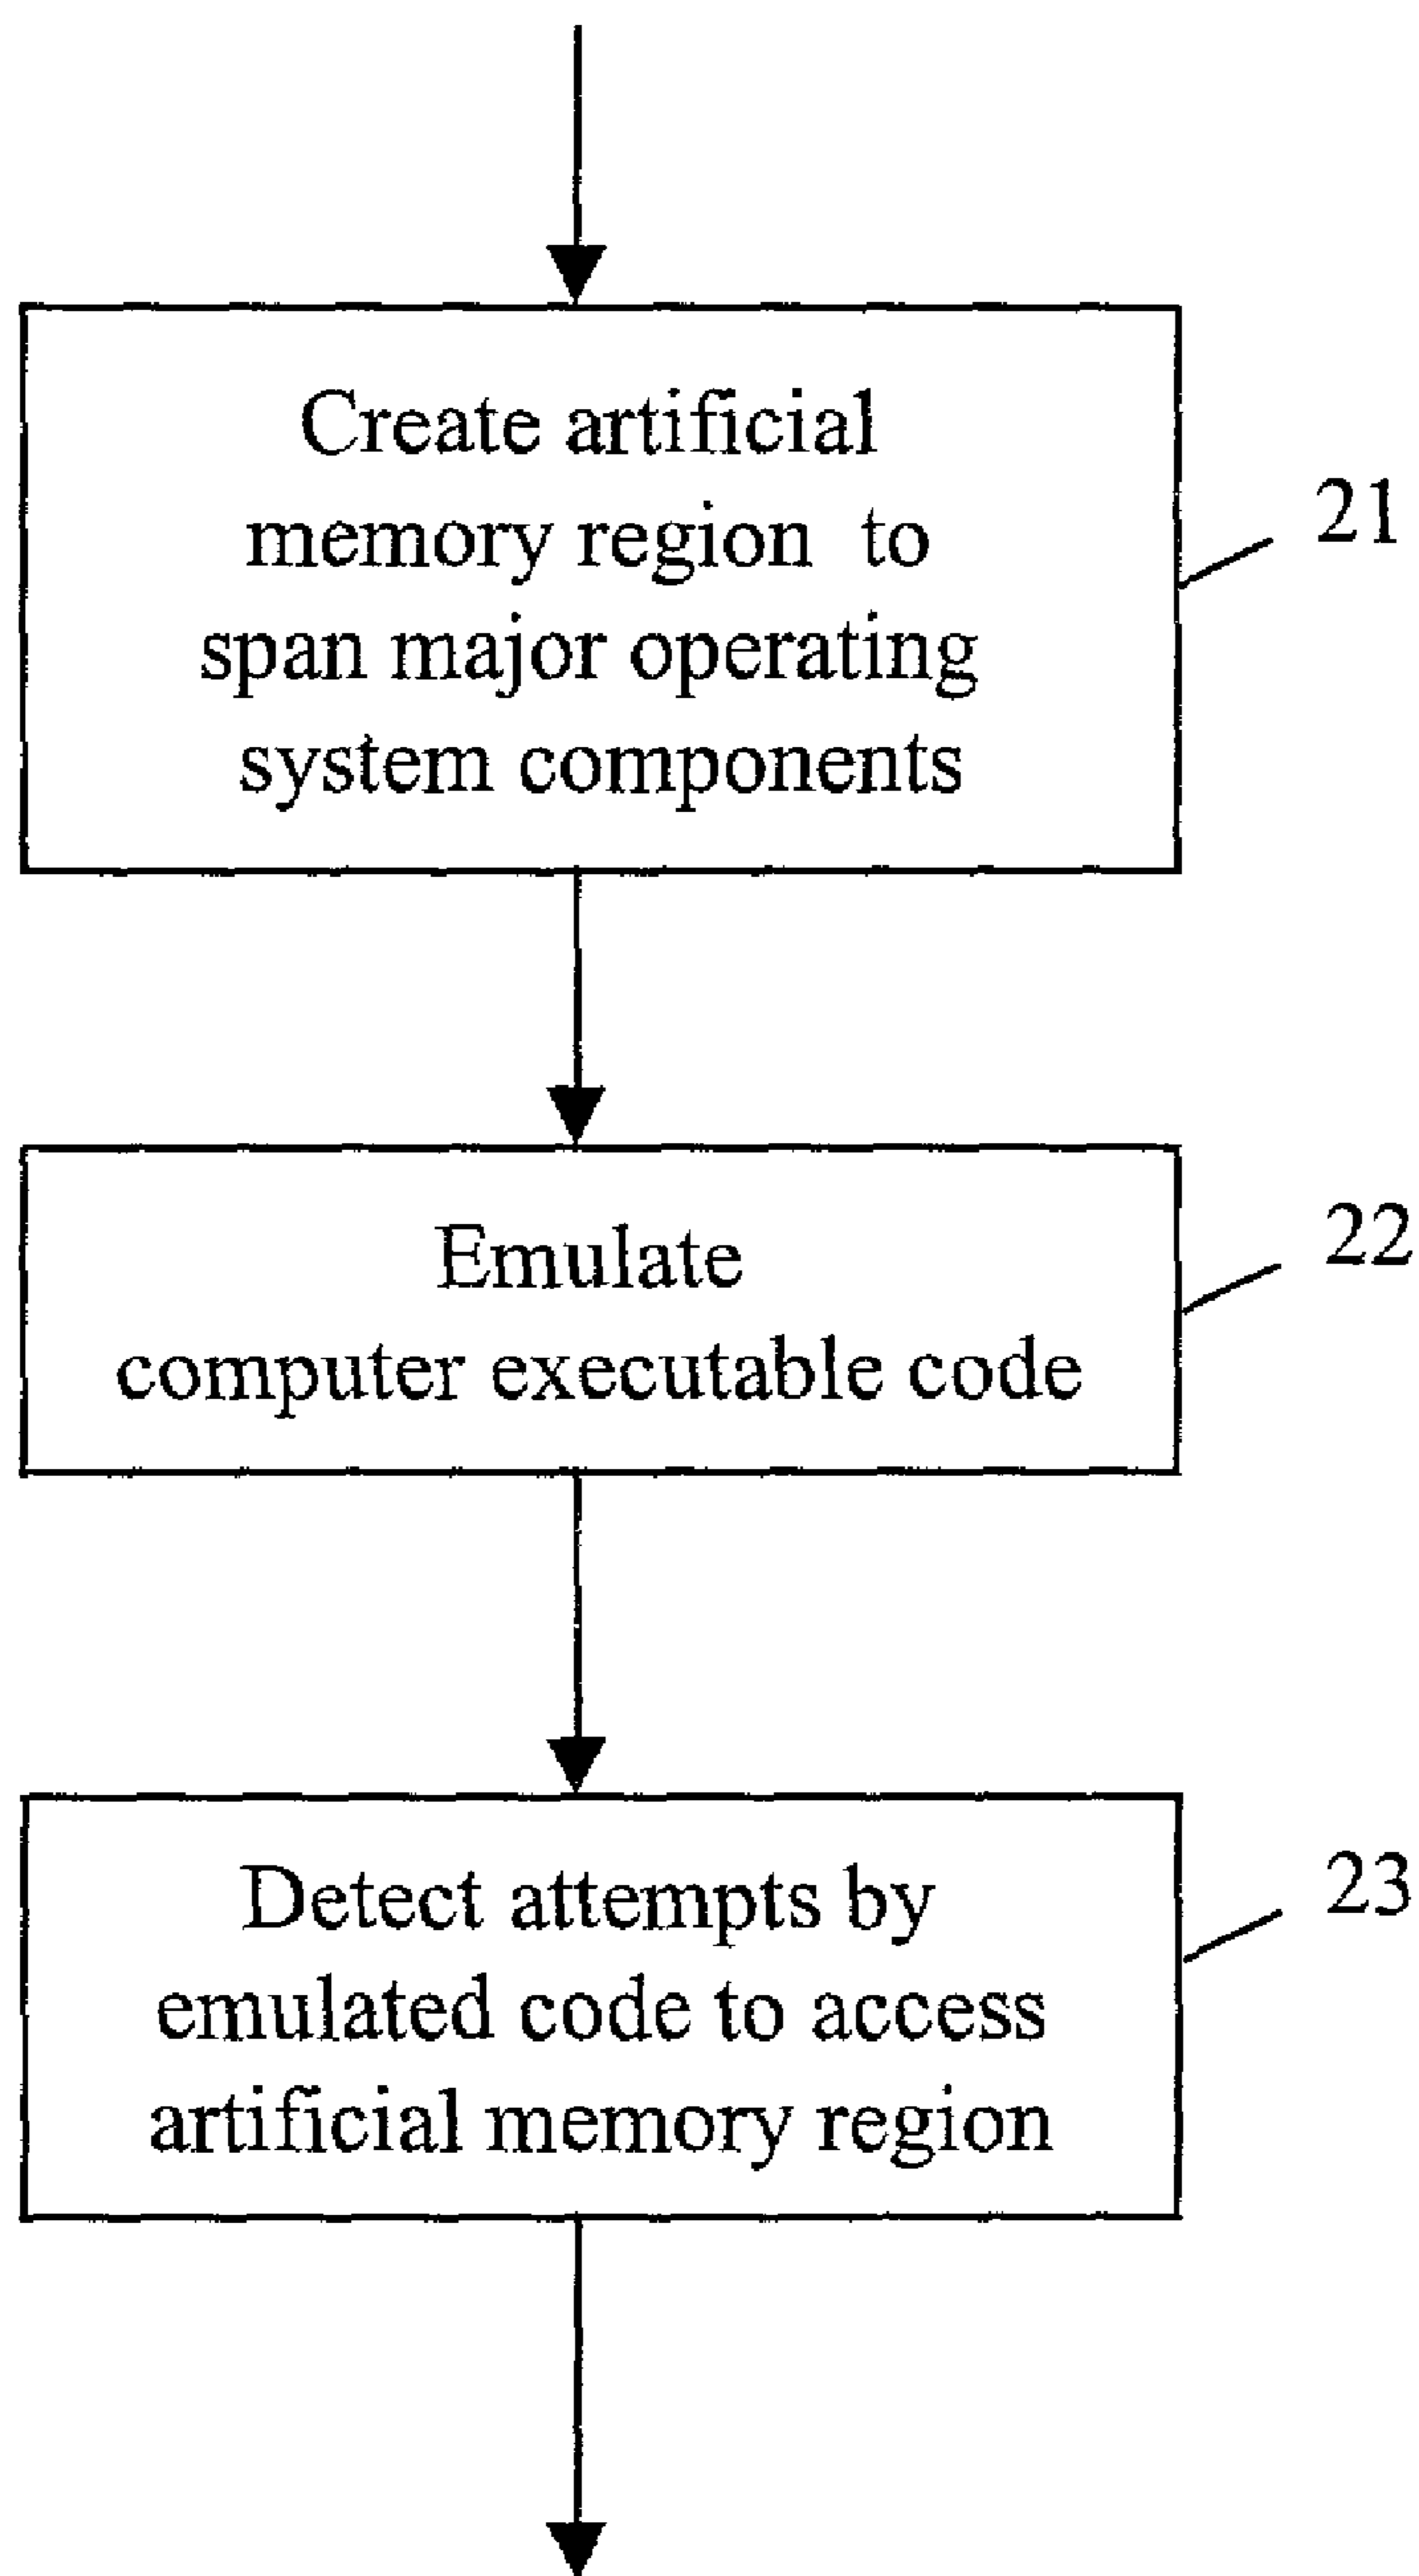 Create artificial
memory region to
span major operating
system components
21
Emulate
computer executable code
22
Detect attempts by
emulated code to access
artificial memory region
23